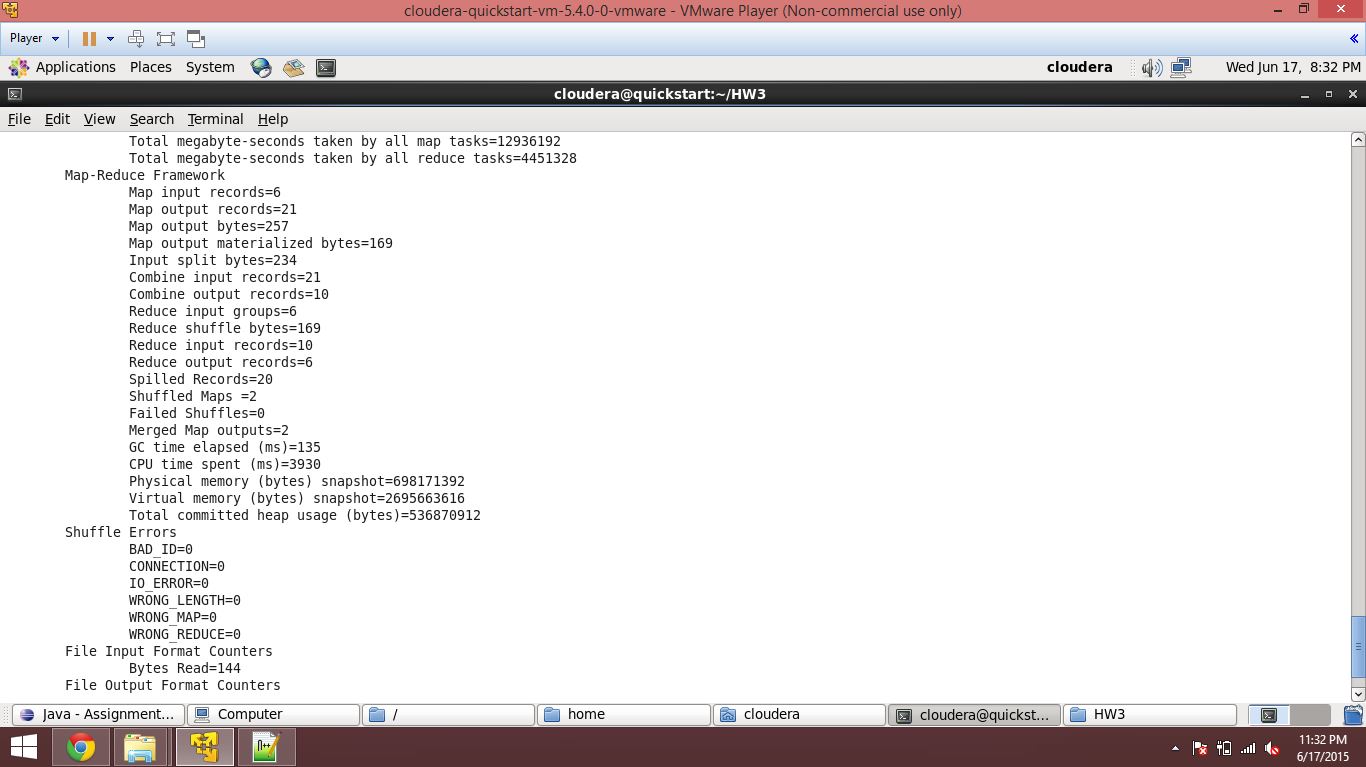 cloudera-quickstart-vm-5.4.0-0-vmware - VMware Player (Non-commercial use only)
Player
Applications Places System cloudera Wed Jun 17, 8:32 PM
cloudera@quickstart:~/HW3
File Edit View Search Terminal Help
Total megabyte-seconds taken by all map tasks=12936192
Total megabyte-seconds taken by all reduce tasks=4451328
Map-Reduce Framework
Map input records=6
Map output records=21
Map output bytes=257
Map output materialized bytes=169
Input split bytes=234
Combine input records=21
Combine output records=10
Reduce input groups=6
Reduce shuffle bytes=169
Reduce input records=10
Reduce output records=6
Spilled Records=20
Shuffled Maps =2
Failed Shuffles=0
Merged Map outputs=2
GC time elapsed (ms)=135
CPU time spent (ms)=3930
Physical memory (bytes) snapshot=698171392
Virtual memory (bytes) snapshot=2695663616
Total committed heap usage (bytes)=536870912
Shuffle Errors
BAD_ID=0
CONNECTION=0
IO_ERROR=0
WRONG_LENGTH=0
WRONG_MAP=0
WRONG_REDUCE=0
File Input Format Counters
Bytes Read=144
File Output Format Counters
Java - Assignment... Computer / home cloudera cloudera@quickst... HW3
11:32 PM
6/17/2015